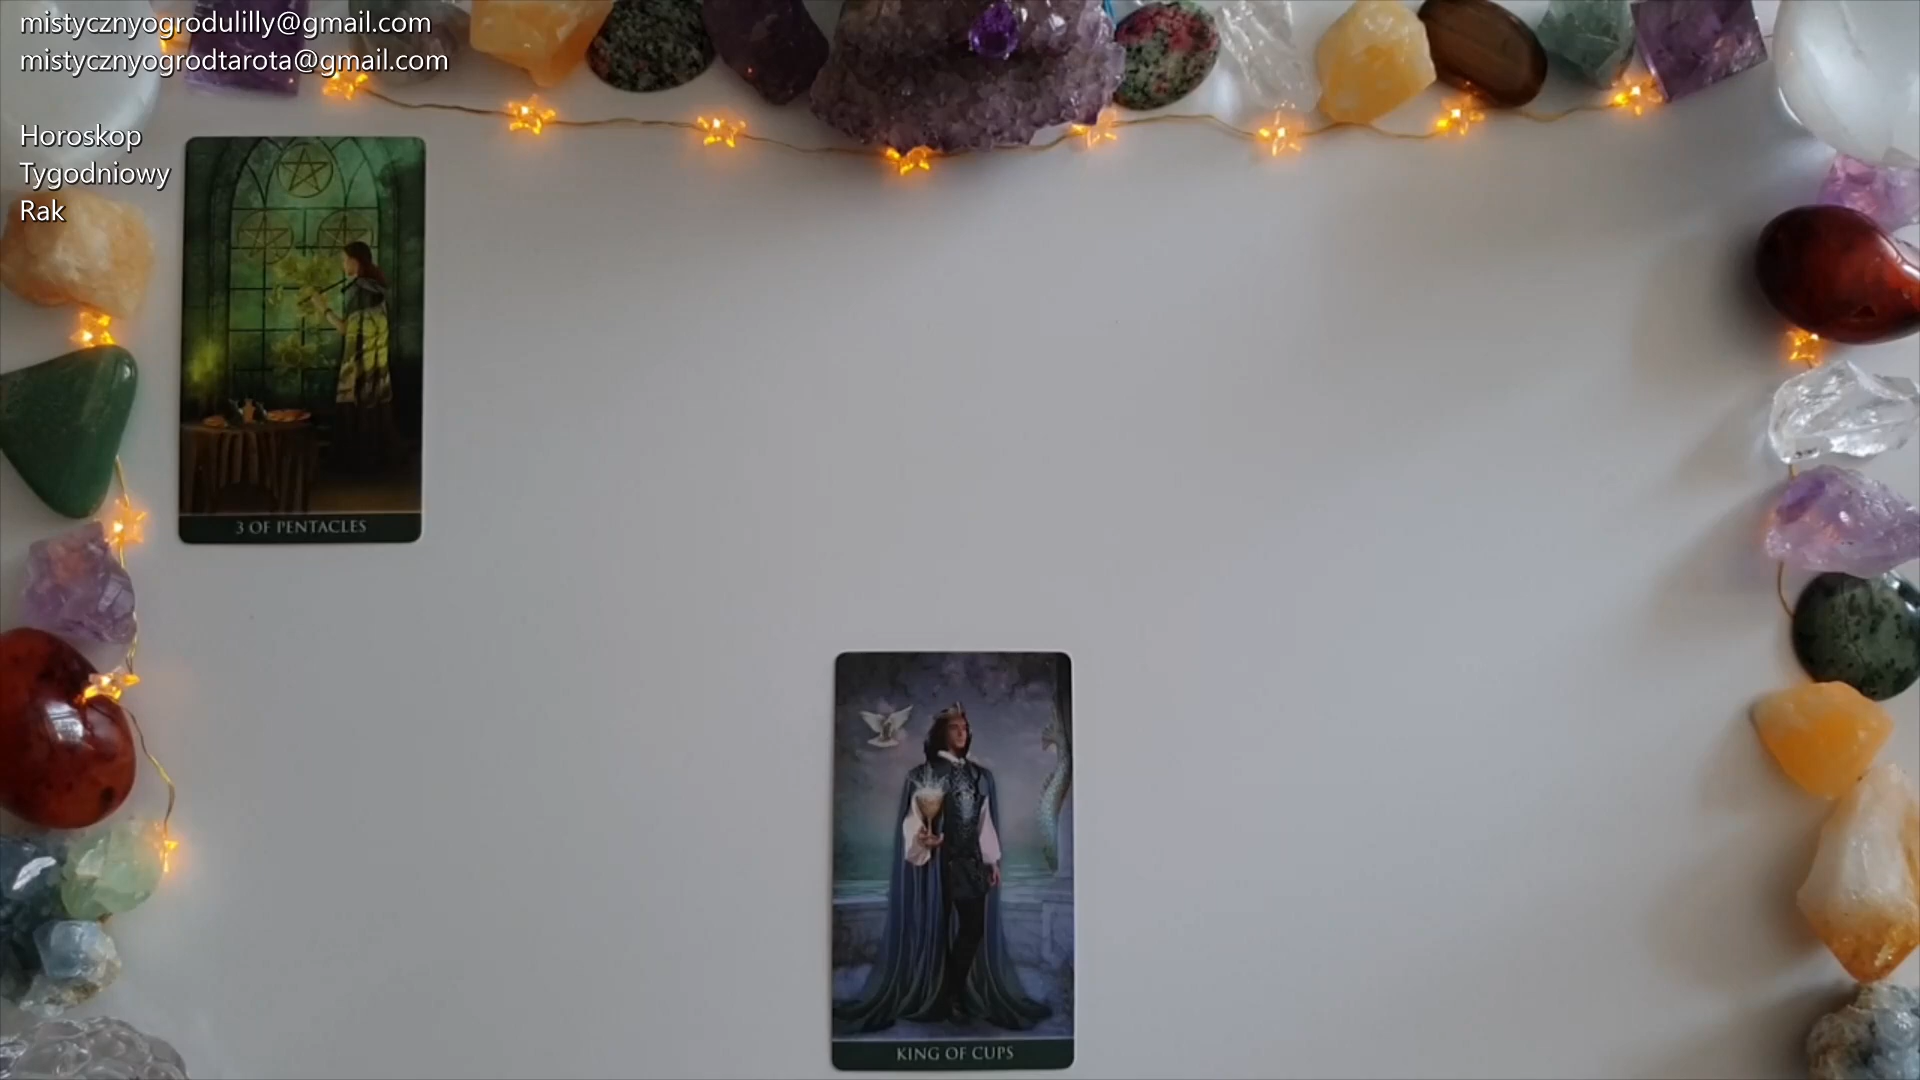 mistycznyogrodulilly@gmail.com
mistycznyogrodtarota@gmail.com
Horoskop
Tygodniowy
Rak
3 OF PENTACLES
KING OF CUPS